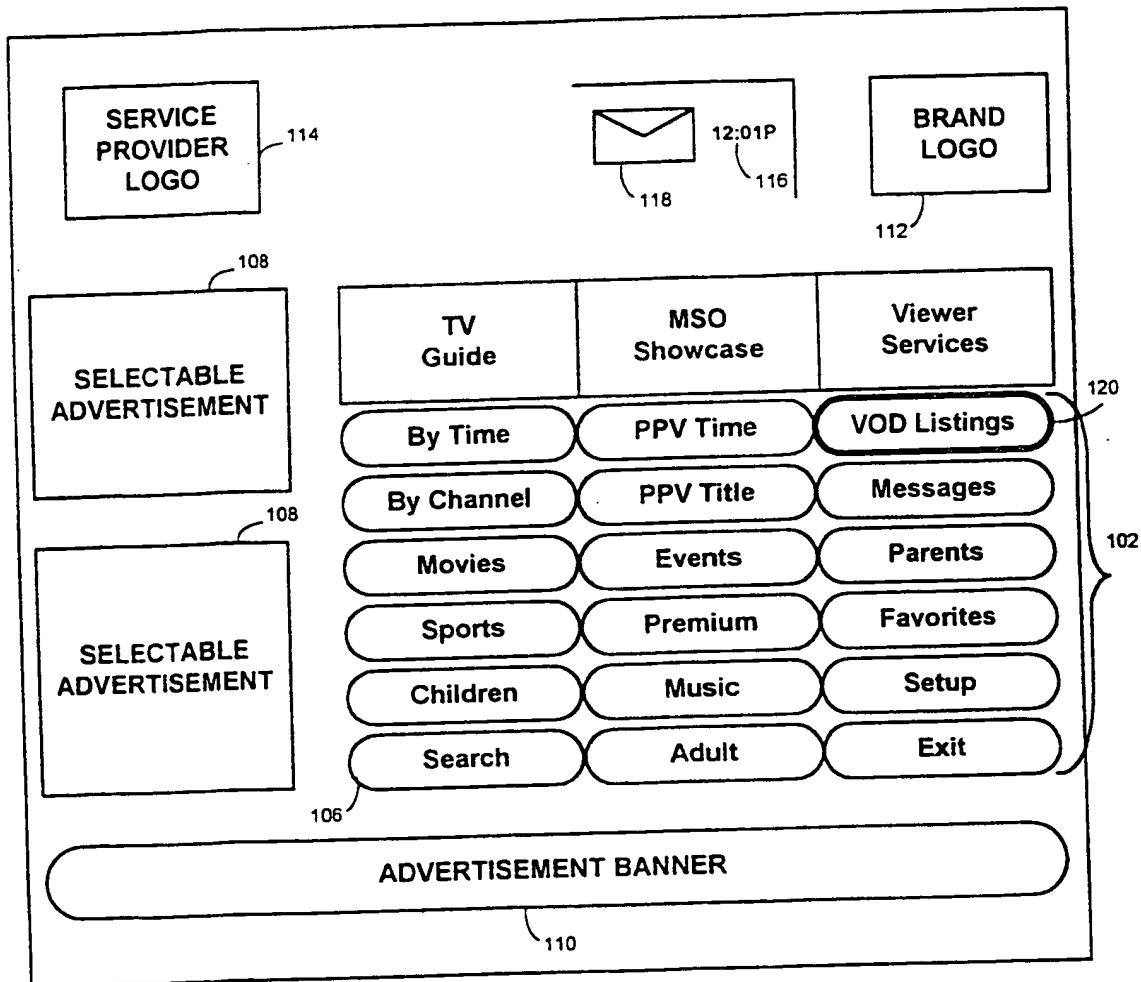 SERVICE
PROVIDER
LOGO
114
12:01P
118
116
BRAND
LOGO
112
108
SELECTABLE
ADVERTISEMENT
108
SELECTABLE
ADVERTISEMENT
TV
Guide
MSO
Showcase
Viewer
Services
120
By Time
PPV Time
VOD Listings
By Channel
PPV Title
Messages
102
Movies
Events
Parents
Sports
Premium
Favorites
Children
Music
Setup
Search
Adult
Exit
106
ADVERTISEMENT BANNER
110